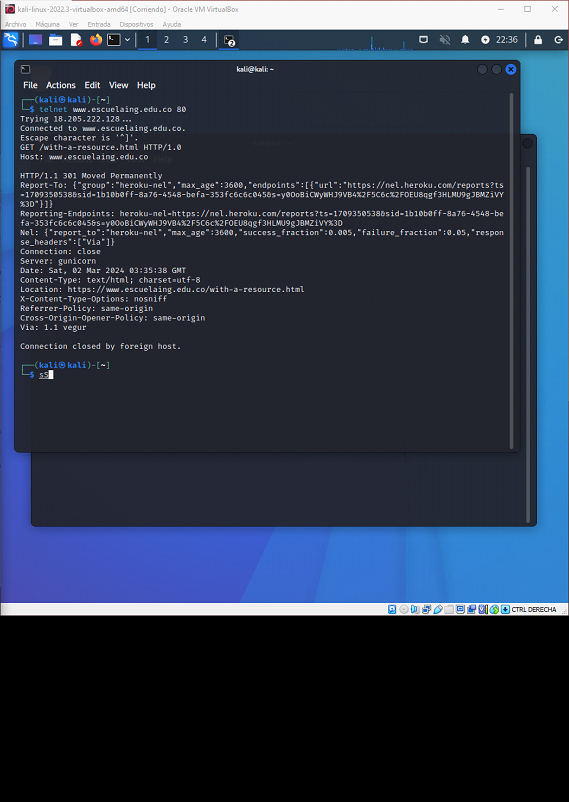 kali-linux-2022.3-virtualbox-amd64 [Corriendo] - Oracle VM VirtualBox
Archivo Máquina Ver Entrada Dispositivos Ayuda
1 2 3 4 22:36
kali@kali: ~
File Actions Edit View Help
┌──(kali㉿kali)-[~]
└─$ telnet www.escuelaing.edu.co 80
Trying 18.205.222.128...
Connected to www.escuelaing.edu.co.
Escape character is '^]'.
GET /with-a-resource.html HTTP/1.0
Host: www.escuelaing.edu.co
HTTP/1.1 301 Moved Permanently
Report-To: {"group":"heroku-nel","max_age":3600,"endpoints":[{"url":"https://nel.heroku.com/reports?ts
=1709350538&sid=1b10b0ff-8a76-4548-befa-353fc6c6c045&s=y0OoBiCWyWHJ9VB4%2F5C6c%2FOEU8qgf3HLMU9gJBMZiVY
%3D"}]}
Reporting-Endpoints: heroku-nel=https://nel.heroku.com/reports?ts=1709350538&sid=1b10b0ff-8a76-4548-be
fa-353fc6c6c045&s=y0OoBiCWyWHJ9VB4%2F5C6c%2FOEU8qgf3HLMU9gJBMZiVY%3D
Nel: {"report_to":"heroku-nel","max_age":3600,"success_fraction":0.005,"failure_fraction":0.05,"respon
se_headers":["Via"]}
Connection: close
Server: gunicorn
Date: Sat, 02 Mar 2024 03:35:38 GMT
Content-Type: text/html; charset=utf-8
Location: https://www.escuelaing.edu.co/with-a-resource.html
X-Content-Type-Options: nosniff
Referrer-Policy: same-origin
Cross-Origin-Opener-Policy: same-origin
Via: 1.1 vegur
Connection closed by foreign host.
┌──(kali㉿kali)-[~]
└─$ sS
CTRL DERECHA